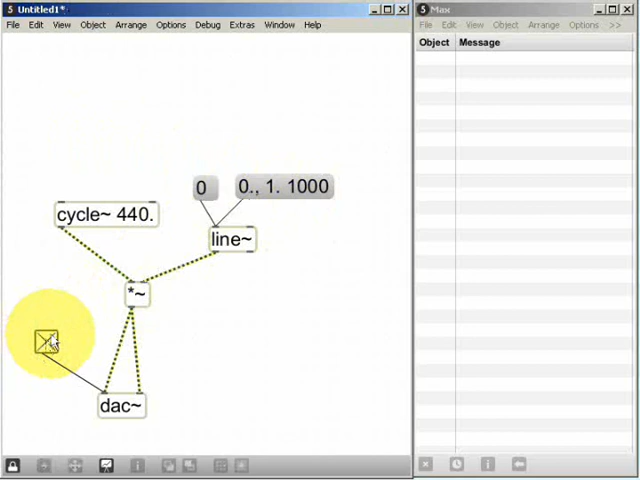 Untitled1*
File Edit View Object Arrange Options Debug Extras Window Help
0
0., 1. 1000
cycle~ 440.
line~
*~
dac~
Max
File Edit View Object Arrange Options >>
Object Message